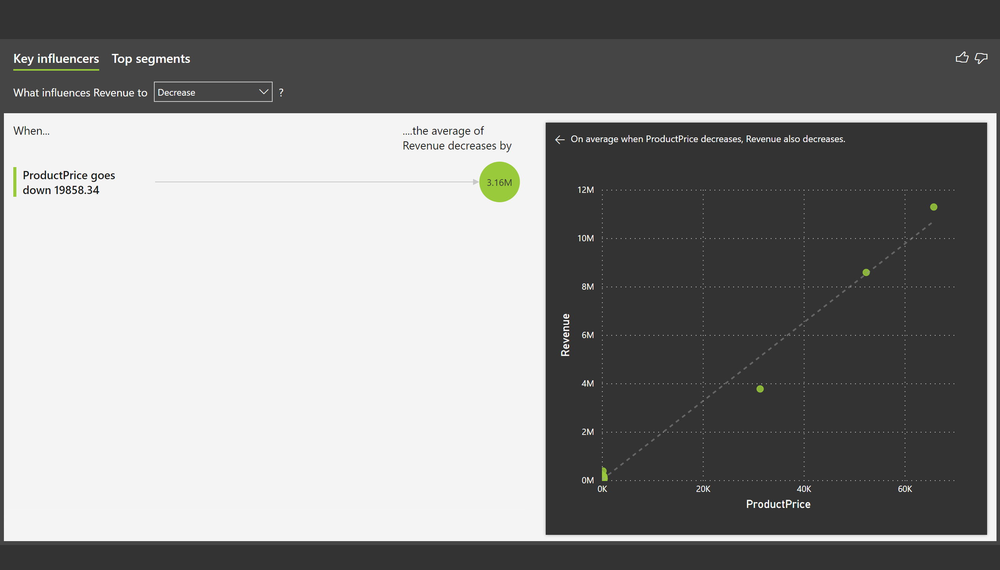 Key influencers Top segments
What influences Revenue to Decrease ?
When...
....the average of
Revenue decreases by
ProductPrice goes
down 19858.34
3.16M
On average when ProductPrice decreases, Revenue also decreases.
12M
10M
8M
6M
4M
2M
0M
Revenue
0K 20K 40K 60K
ProductPrice